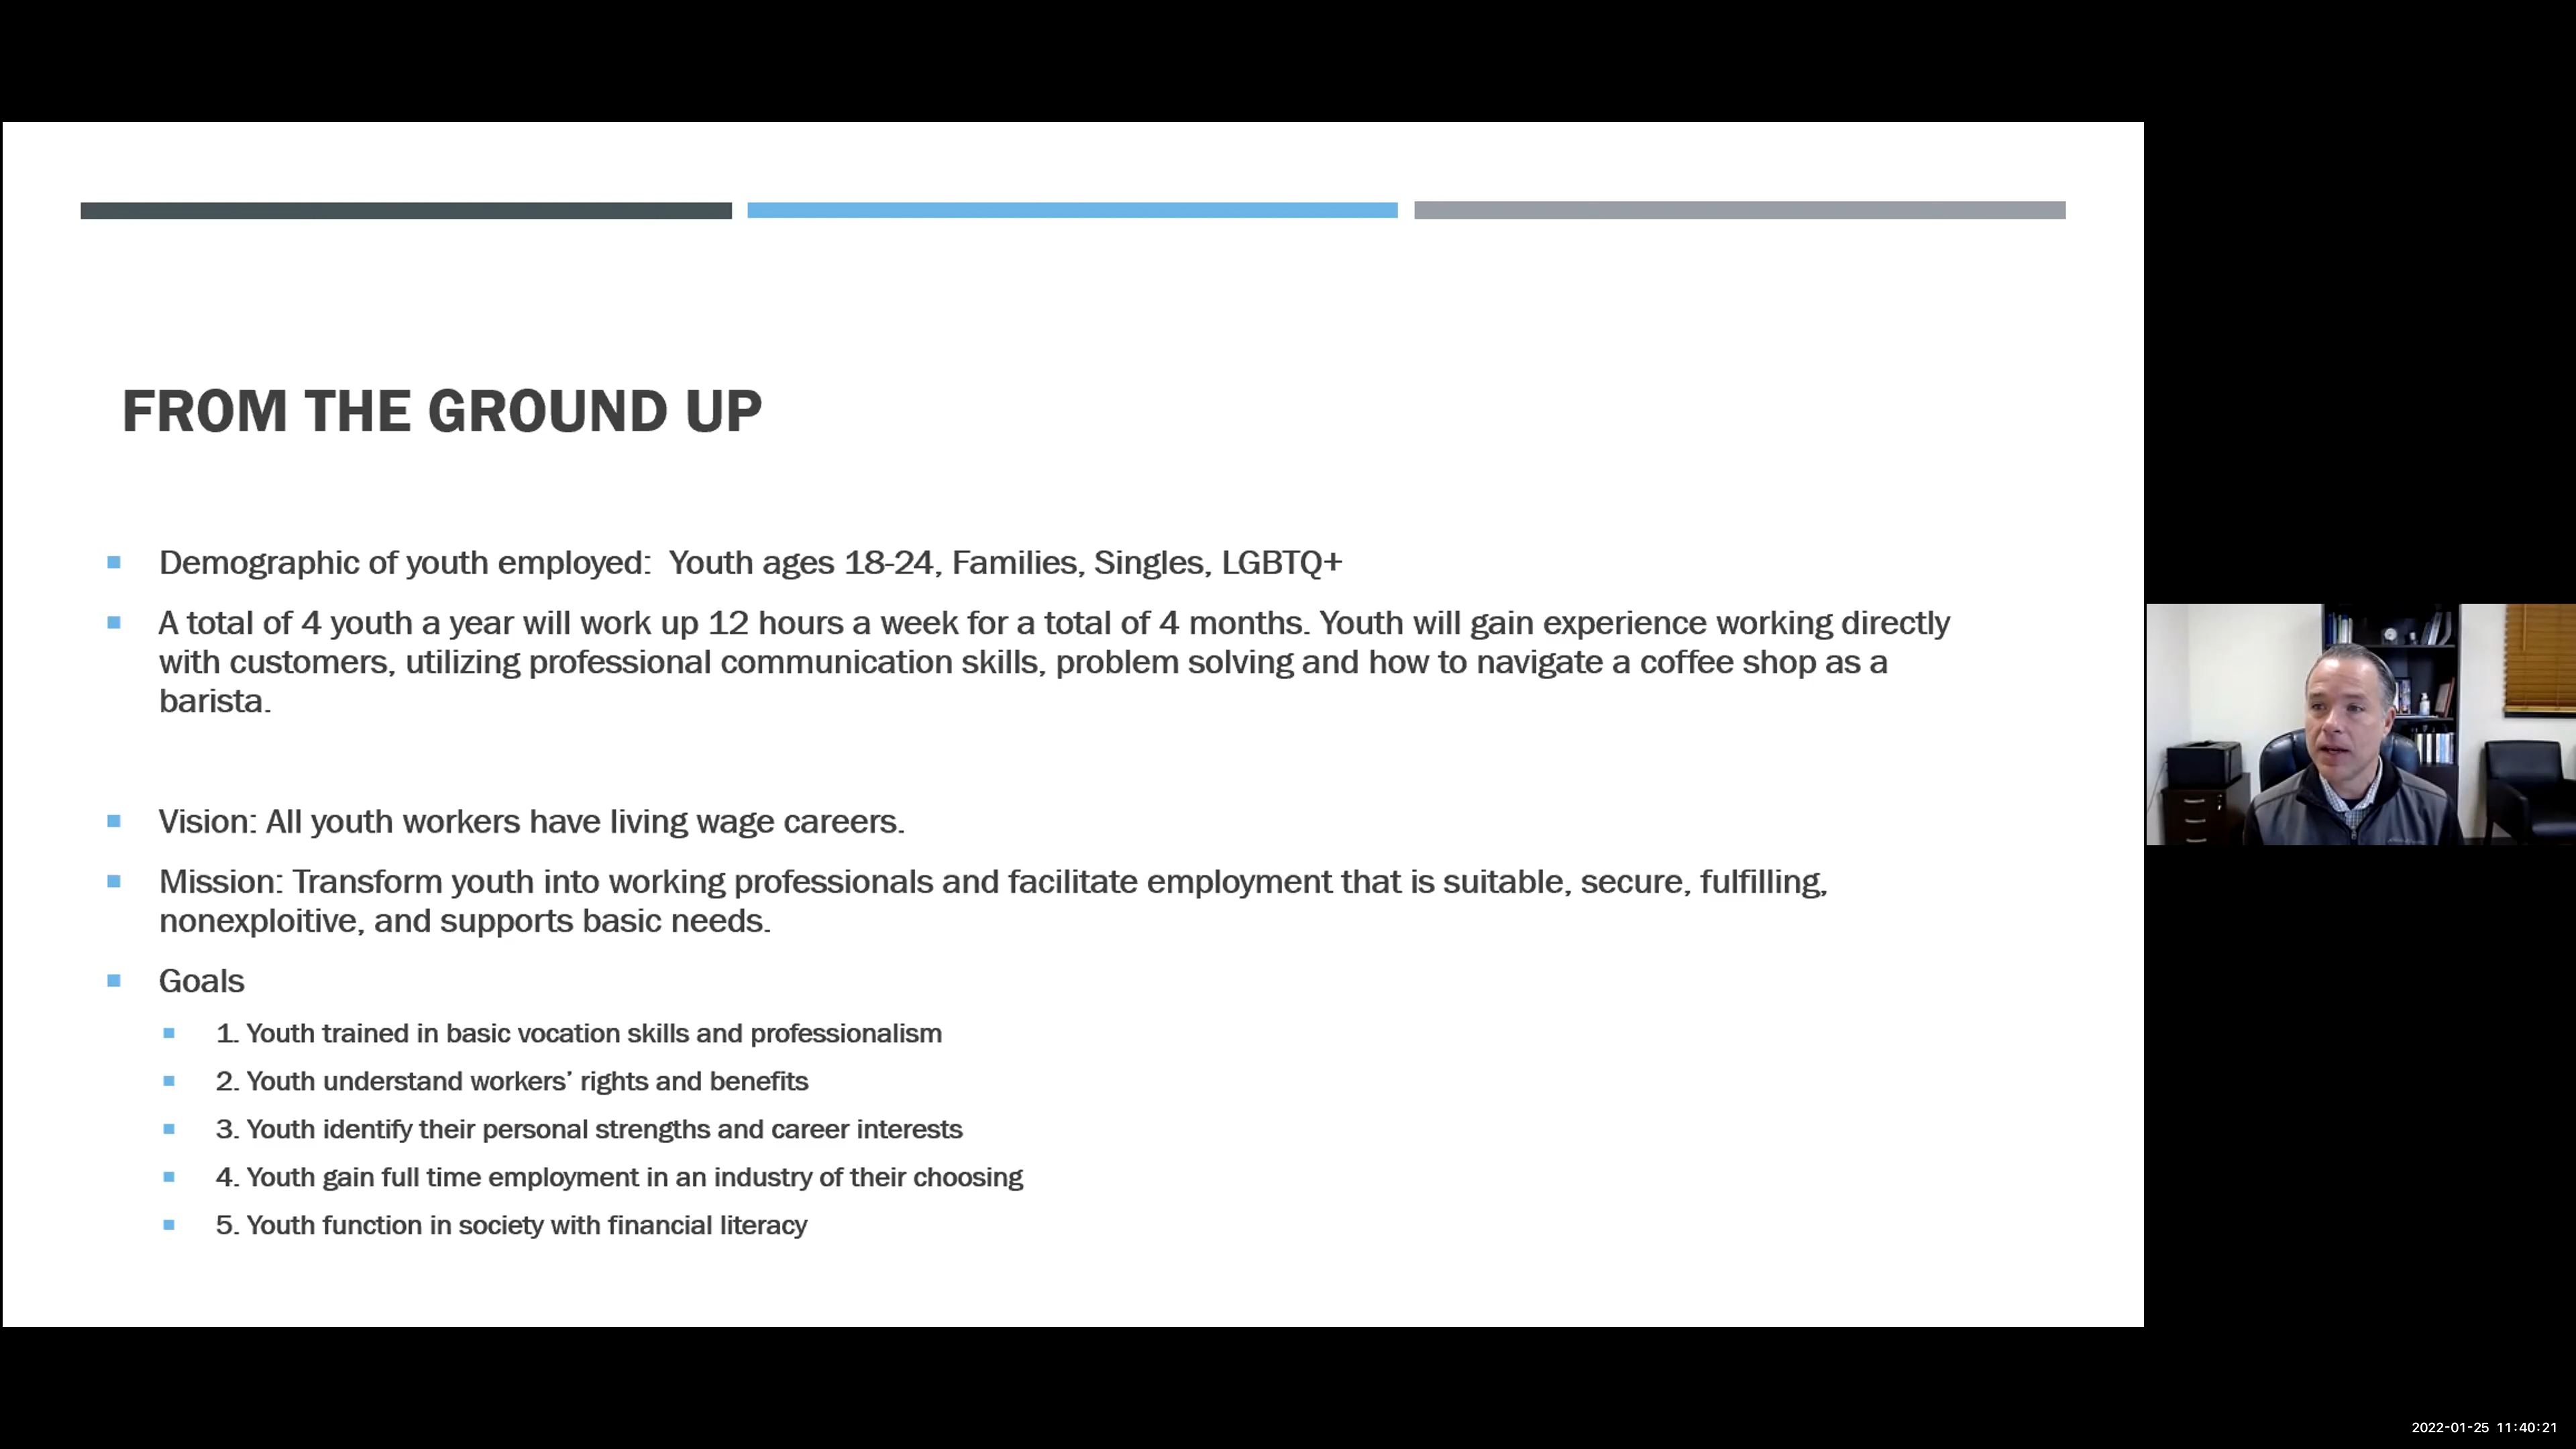 FROM THE GROUND UP
Demographic of youth employed:  Youth ages 18-24, Families, Singles, LGBTQ+
A total of 4 youth a year will work up 12 hours a week for a total of 4 months. Youth will gain experience working directly
with customers, utilizing professional communication skills, problem solving and how to navigate a coffee shop as a
barista.
Vision: All youth workers have living wage careers.
Mission: Transform youth into working professionals and facilitate employment that is suitable, secure, fulfilling,
nonexploitive, and supports basic needs.
Goals
1. Youth trained in basic vocation skills and professionalism
2. Youth understand workers’ rights and benefits
3. Youth identify their personal strengths and career interests
4. Youth gain full time employment in an industry of their choosing
5. Youth function in society with financial literacy
2022-01-25 11:40:21